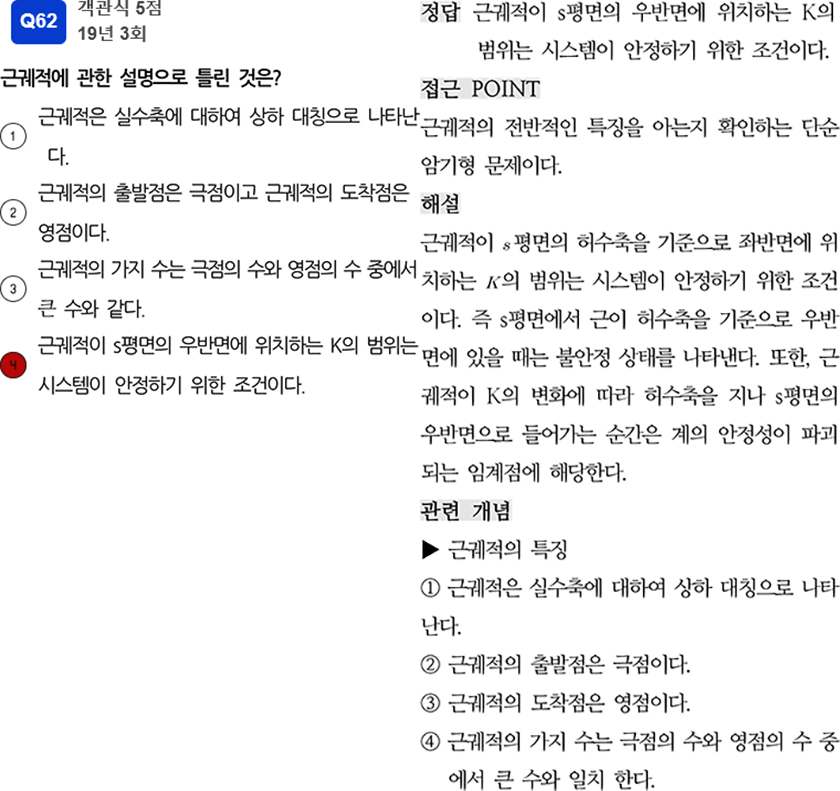 Q62 객관식 5점
19년 3회
근궤적에 관한 설명으로 틀린 것은?
① 근궤적은 실수축에 대하여 상하 대칭으로 나타난
다.
② 근궤적의 출발점은 극점이고 근궤적의 도착점은
영점이다.
③ 근궤적의 가지 수는 극점의 수와 영점의 수 중에서
큰 수와 같다.
④ 근궤적이 s평면의 우반면에 위치하는 K의 범위는
시스템이 안정하기 위한 조건이다.
정답 근궤적이 s평면의 우반면에 위치하는 K의
범위는 시스템이 안정하기 위한 조건이다.
접근 POINT
근궤적의 전반적인 특징을 아는지 확인하는 단순
암기형 문제이다.
해설
근궤적이 s평면의 허수축을 기준으로 좌반면에 위
치하는 K의 범위는 시스템이 안정하기 위한 조건
이다. 즉 s평면에서 근이 허수축을 기준으로 우반
면에 있을 때는 불안정 상태를 나타낸다. 또한, 근
궤적이 K의 변화에 따라 허수축을 지나 s평면의
우반면으로 들어가는 순간은 계의 안정성이 파괴
되는 임계점에 해당한다.
관련 개념
▶ 근궤적의 특징
① 근궤적은 실수축에 대하여 상하 대칭으로 나타
난다.
② 근궤적의 출발점은 극점이다.
③ 근궤적의 도착점은 영점이다.
④ 근궤적의 가지 수는 극점의 수와 영점의 수 중
에서 큰 수와 일치 한다.